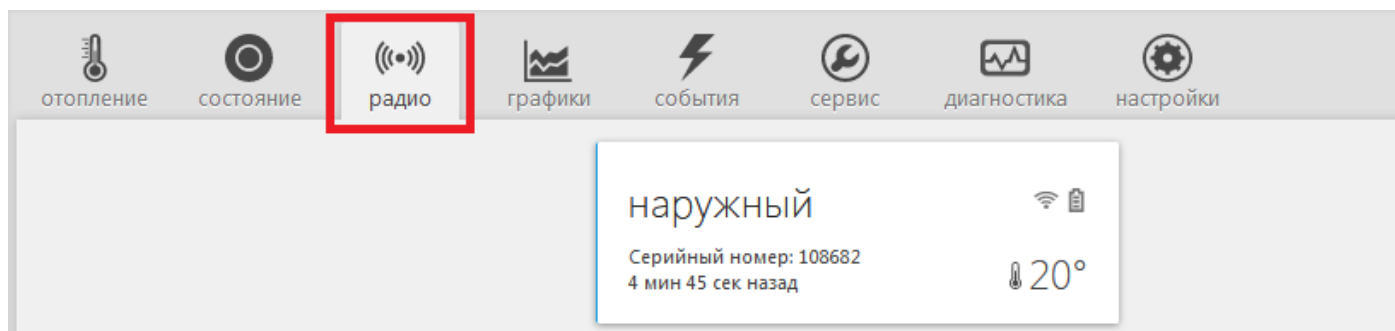 отопление состояние радио графики события сервис диагностика настройки
наружный
Серийный номер: 108682
4 мин 45 сек назад
20°